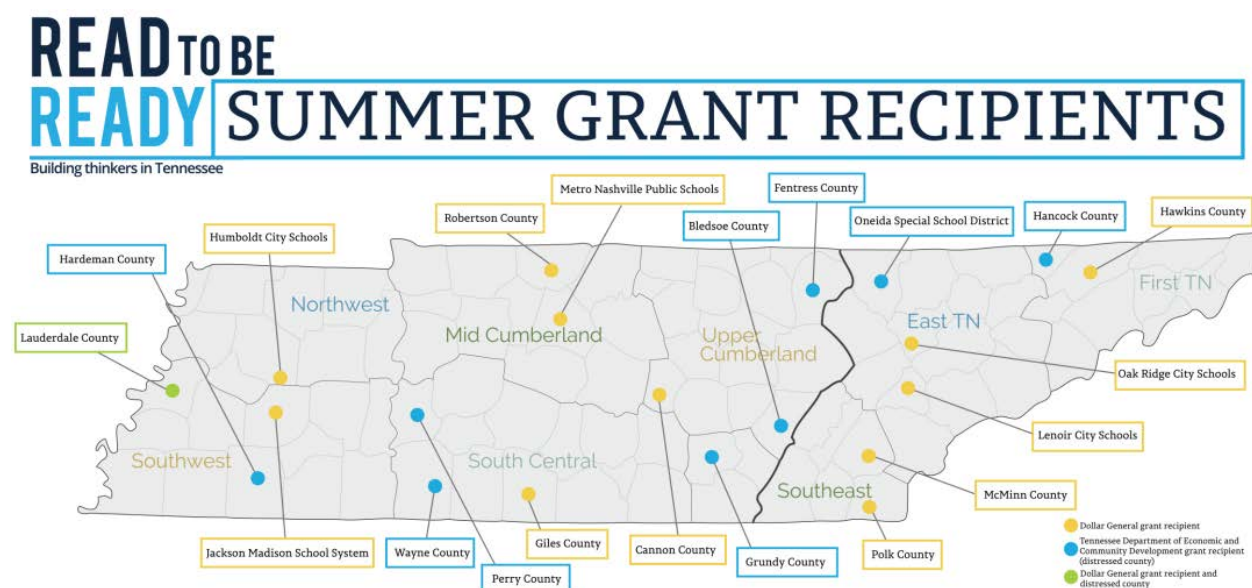 READ TO BE
READY SUMMER GRANT RECIPIENTS
Building thinkers in Tennessee
Metro Nashville Public Schools
Fentress County
Robertson County
Bledsoe County
Oneida Special School District
Hancock County
Hawkins County
Humboldt City Schools
Hardeman County
Northwest
First TN
Mid Cumberland
Upper
Cumberland
East TN
Lauderdale County
Oak Ridge City Schools
Lenoir City Schools
Southwest
South Central
Southeast
McMinn County
Jackson Madison School System
Wayne County
Perry County
Giles County
Cannon County
Grundy County
Polk County
Dollar General grant recipient
Tennessee Department of Economic and
Community Development grant recipient
(distressed county)
Dollar General grant recipient and
distressed county